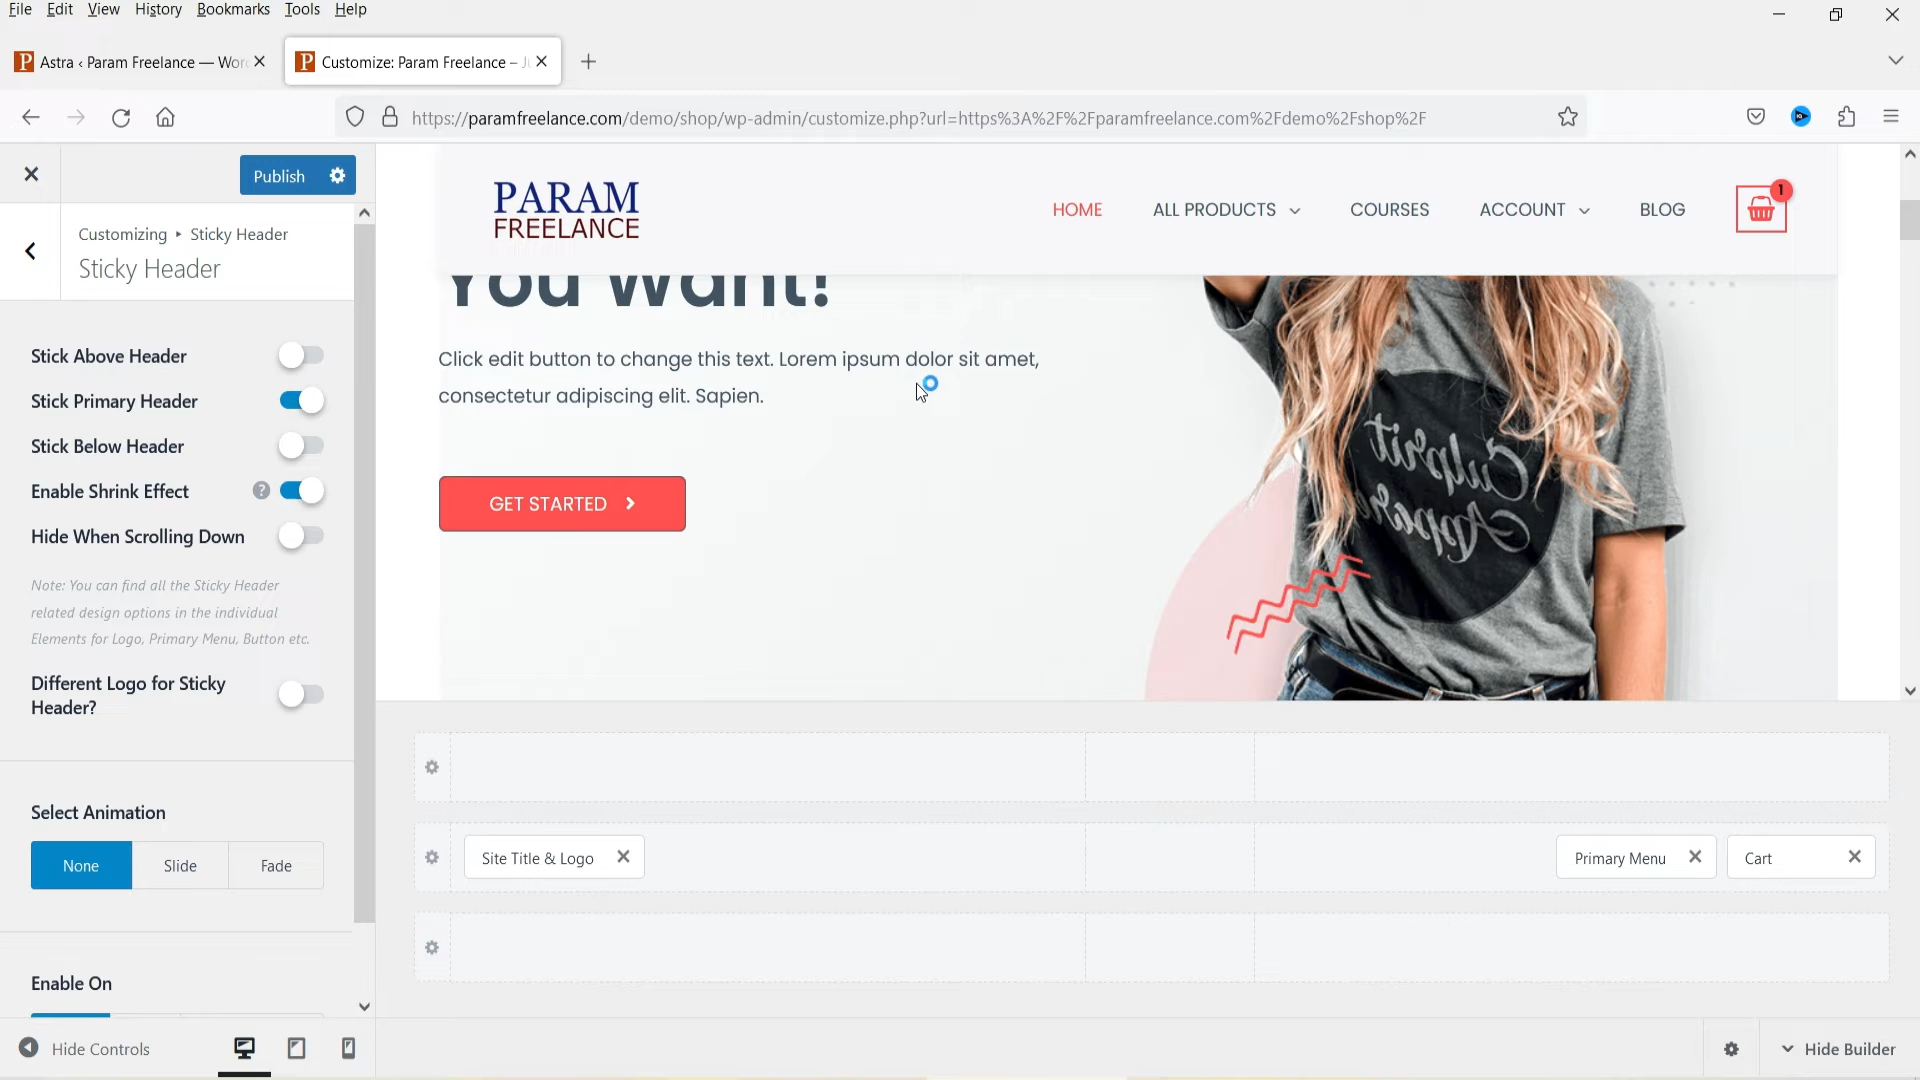 File Edit View History Bookmarks Tools Help
Astra ‹ Param Freelance — Wor
Customize: Param Freelance –
https://paramfreelance.com/demo/shop/wp-admin/customize.php?url=https%3A%2F%2Fparamfreelance.com%2Fdemo%2Fshop%2F
Publish
Customizing ▸ Sticky Header
Sticky Header
Stick Above Header
Stick Primary Header
Stick Below Header
Enable Shrink Effect ?
Hide When Scrolling Down
Note: You can find all the Sticky Header
related design options in the individual
Elements for Logo, Primary Menu, Button etc.
Different Logo for Sticky
Header?
Select Animation
None Slide Fade
Enable On
Hide Controls
PARAM
FREELANCE
HOME ALL PRODUCTS COURSES ACCOUNT BLOG 1
You Want!
Click edit button to change this text. Lorem ipsum dolor sit amet,
consectetur adipiscing elit. Sapien.
GET STARTED
Culprit
Apparel
Site Title & Logo Primary Menu Cart
Hide Builder